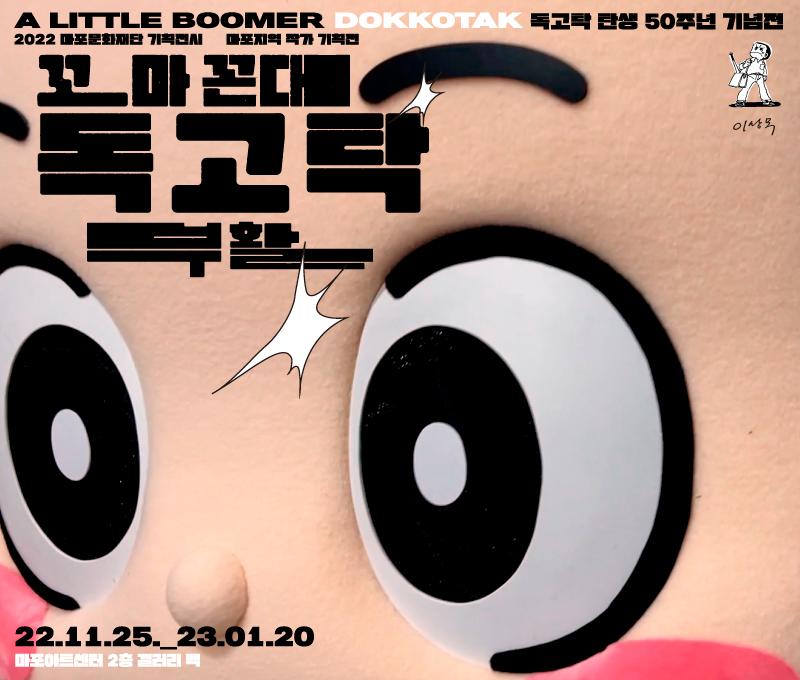 A LITTLE BOOMER DOKKOTAK 독고탁 탄생 50주년 기념전
2022 마포문화재단 기획전시 마포지역 작가 기획전
꼬마 꼰대
독고탁
부활
이상무
22.11.25._23.01.20
마포아트센터 2층 갤러리 맥